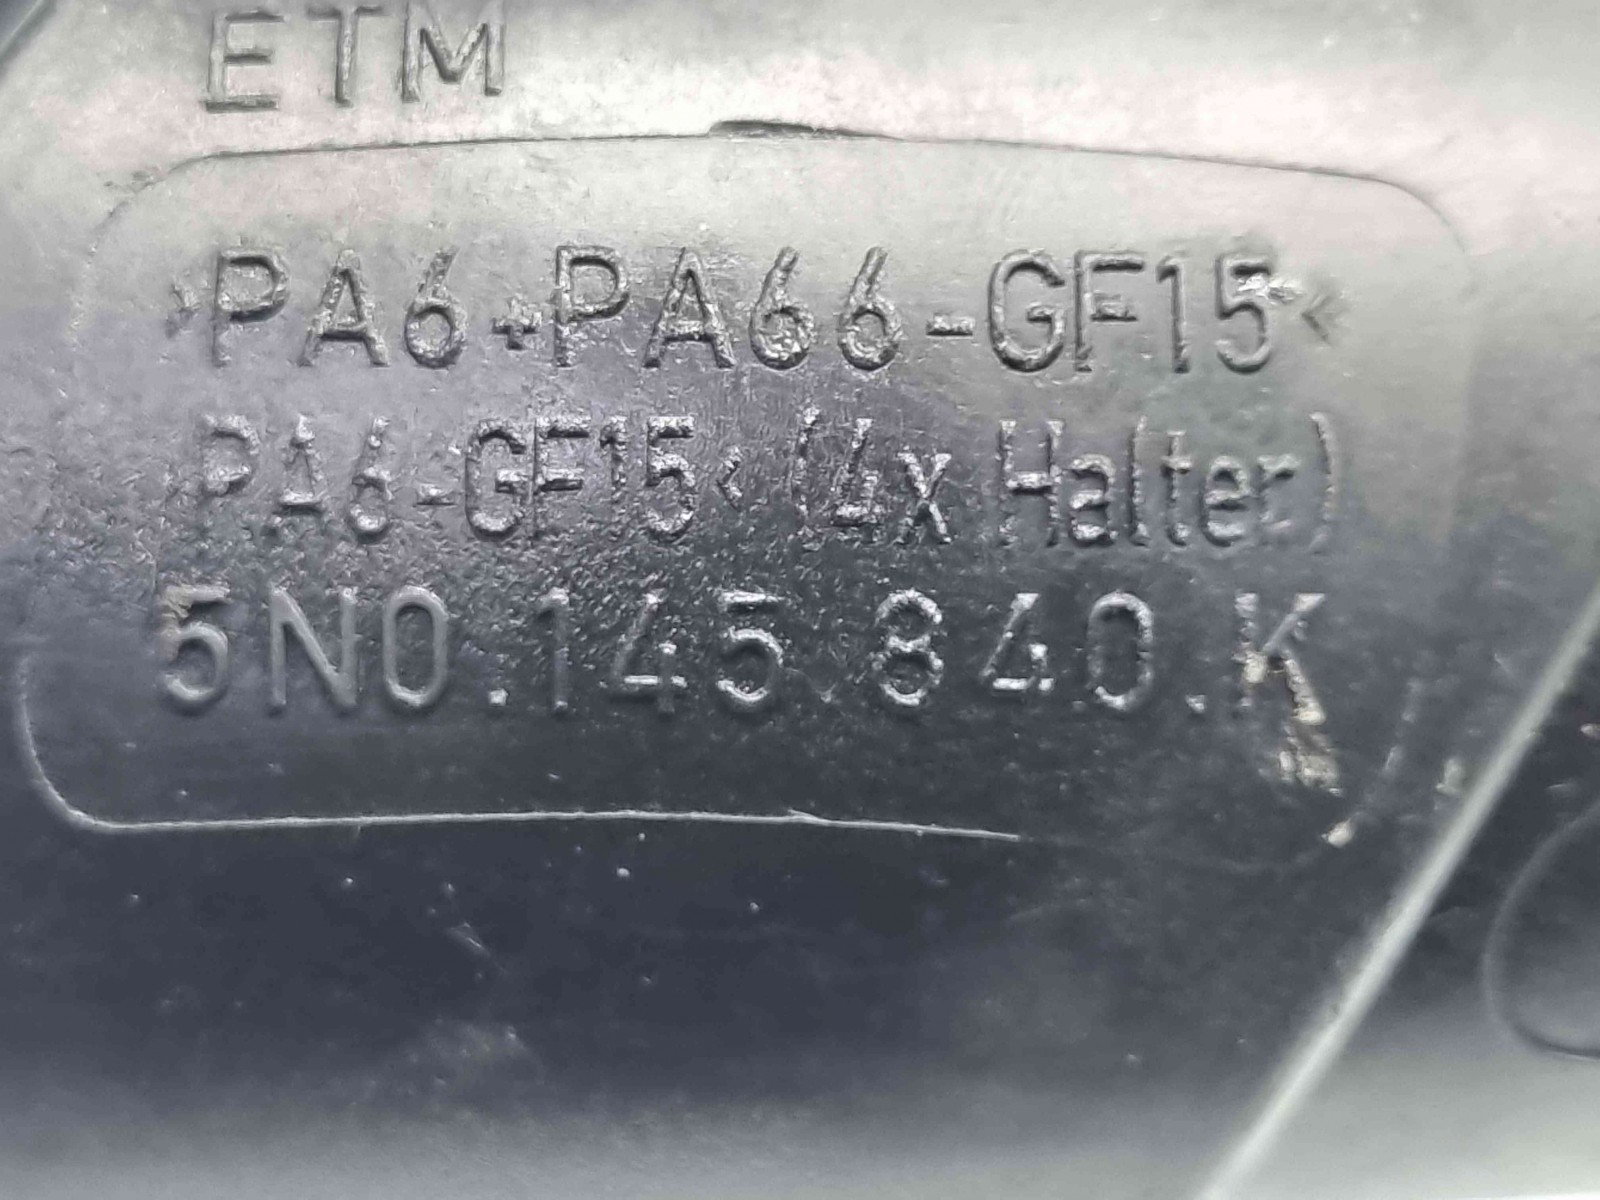 ETM
>PA6+PA66-GF15<
PA6-GF15< (4x Halter)
5N0.145.840.K